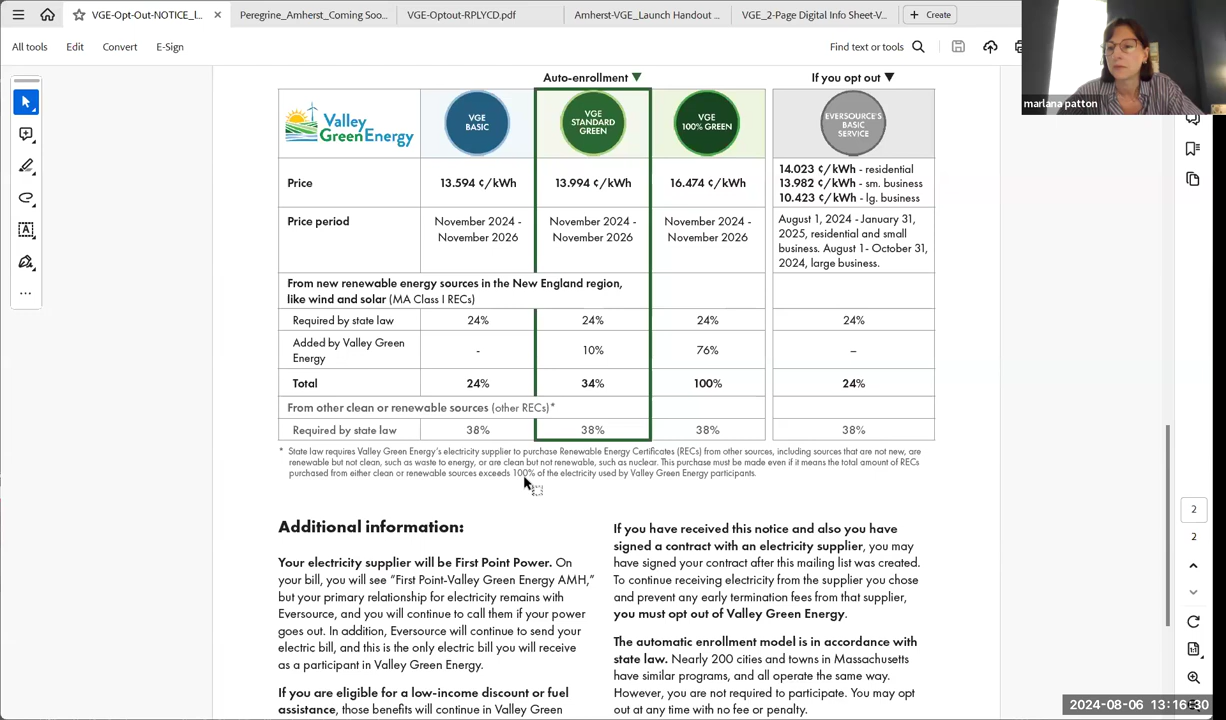 VGE-Opt-Out-NOTICE_l...
Peregrine_Amherst_Coming Soo...
VGE-Optout-RPLYCD.pdf
Amherst-VGE_Launch Handout ...
VGE_2-Page Digital Info Sheet-V...
Create
All tools
Edit
Convert
E-Sign
Find text or tools
marlana patton
Auto-enrollment
If you opt out
Valley
GreenEnergy
VGE
BASIC
VGE
STANDARD
GREEN
VGE
100% GREEN
EVERSOURCE'S
BASIC
SERVICE
Price
13.594 ¢/kWh
13.994 ¢/kWh
16.474 ¢/kWh
14.023 ¢/kWh - residential
13.982 ¢/kWh - sm. business
10.423 ¢/kWh - lg. business
Price period
November 2024 -
November 2026
November 2024 -
November 2026
November 2024 -
November 2026
August 1, 2024 - January 31,
2025, residential and small
business. August 1- October 31,
2024, large business.
From new renewable energy sources in the New England region,
like wind and solar (MA Class I RECs)
Required by state law
24%
24%
24%
24%
Added by Valley Green
Energy
-
10%
76%
–
Total
24%
34%
100%
24%
From other clean or renewable sources (other RECs)*
Required by state law
38%
38%
38%
38%
* State law requires Valley Green Energy's electricity supplier to purchase Renewable Energy Certificates (RECs) from other sources, including sources that are not new, are
renewable but not clean, such as waste to energy, or are clean but not renewable, such as nuclear. This purchase must be made even if it means the total amount of RECs
purchased from either clean or renewable sources exceeds 100% of the electricity used by Valley Green Energy participants.
Additional information:
Your electricity supplier will be First Point Power. On
your bill, you will see “First Point-Valley Green Energy AMH,”
but your primary relationship for electricity remains with
Eversource, and you will continue to call them if your power
goes out. In addition, Eversource will continue to send your
electric bill, and this is the only electric bill you will receive
as a participant in Valley Green Energy.
If you are eligible for a low-income discount or fuel
assistance, those benefits will continue in Valley Green
If you have received this notice and also you have
signed a contract with an electricity supplier, you may
have signed your contract after this mailing list was created.
To continue receiving electricity from the supplier you chose
and prevent any early termination fees from that supplier,
you must opt out of Valley Green Energy.
The automatic enrollment model is in accordance with
state law. Nearly 200 cities and towns in Massachusetts
have similar programs, and all operate the same way.
However, you are not required to participate. You may opt
out at any time with no fee or penalty.
2
2
2024-08-06 13:16:30